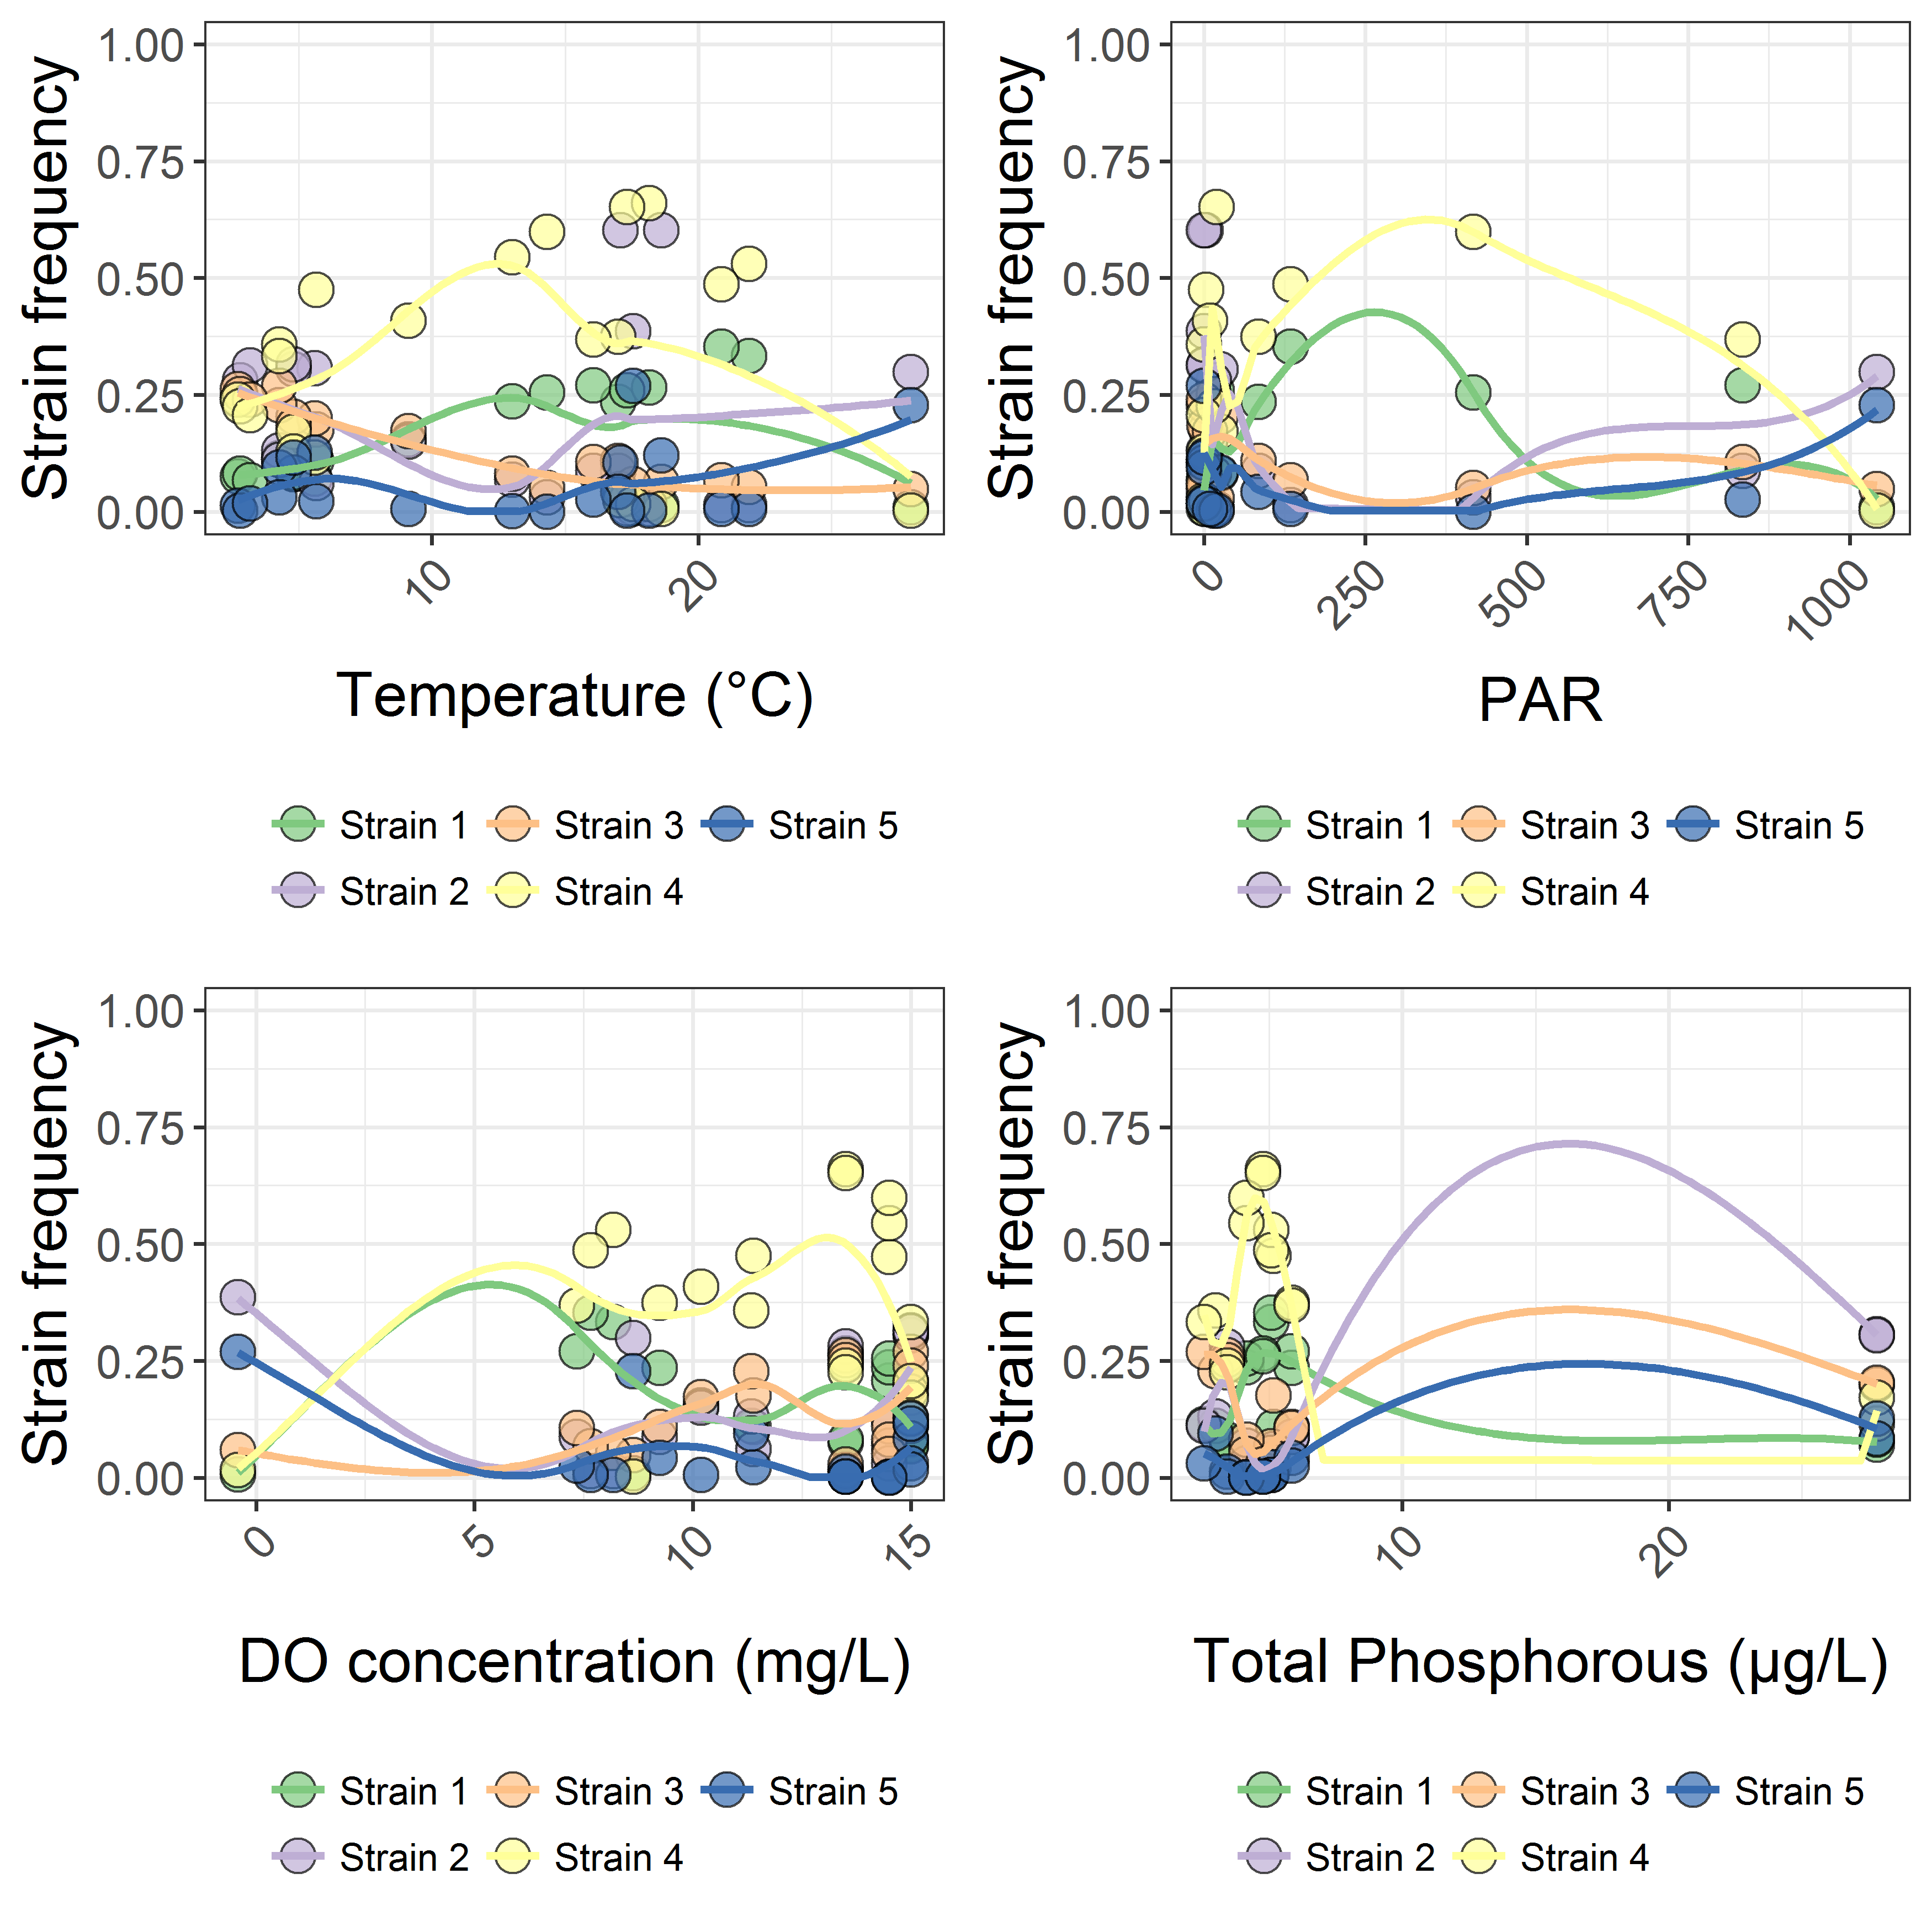 1.00
0.75
0.50
0.25
0.00
Strain frequency
10
20
Temperature (°C)
Strain 1
Strain 3
Strain 5
Strain 2
Strain 4
1.00
0.75
0.50
0.25
0.00
Strain frequency
0
250
500
750
1000
PAR
Strain 1
Strain 3
Strain 5
Strain 2
Strain 4
1.00
0.75
0.50
0.25
0.00
Strain frequency
0
5
10
15
DO concentration (mg/L)
Strain 1
Strain 3
Strain 5
Strain 2
Strain 4
1.00
0.75
0.50
0.25
0.00
Strain frequency
10
20
Total Phosphorous (µg/L)
Strain 1
Strain 3
Strain 5
Strain 2
Strain 4